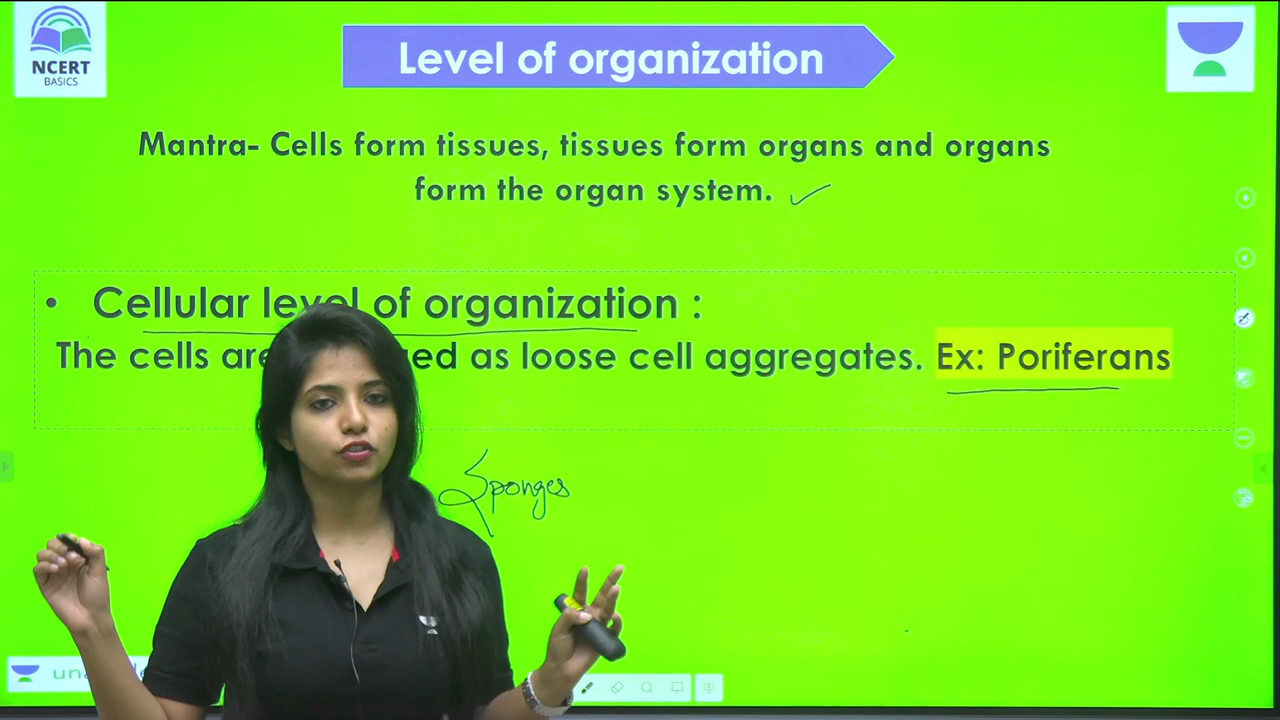 NCERT
BASICS
Level of organization
Mantra- Cells form tissues, tissues form organs and organs
form the organ system.
• Cellular level of organization :
The cells are as loose cell aggregates. Ex: Poriferans
Sponges